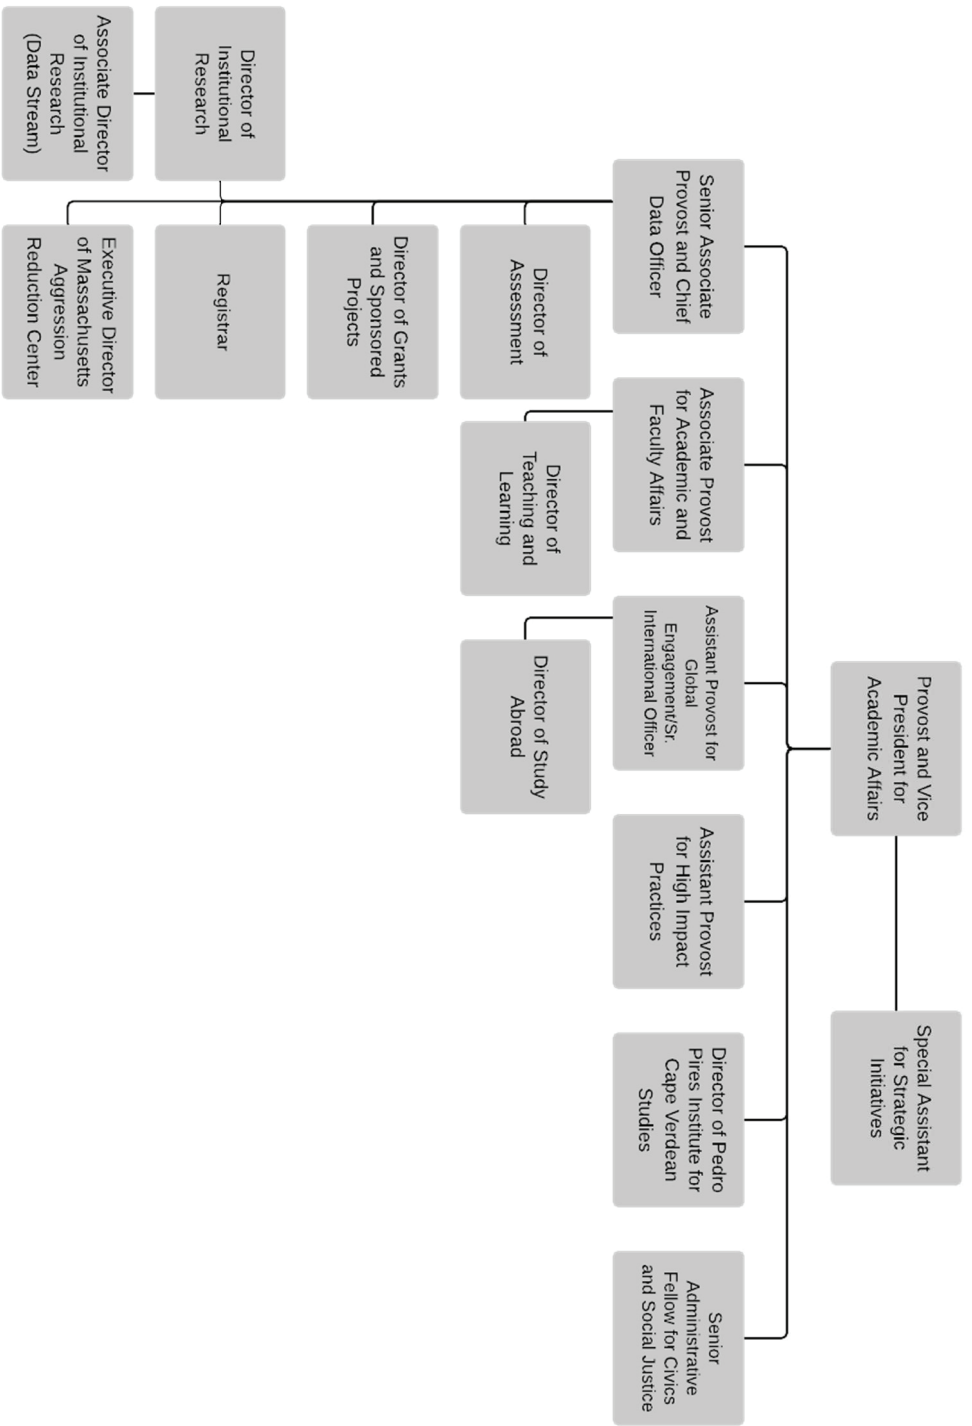 Provost and Vice
President for
Academic Affairs
Special Assistant
for Strategic
Initiatives
Senior Associate
Provost and Chief
Data Officer
Associate Provost
for Academic and
Faculty Affairs
Assistant Provost for
Global
Engagement/Sr.
International Officer
Assistant Provost
for High Impact
Practices
Director of Pedro
Pires Institute for
Cape Verdean
Studies
Senior
Administrative
Fellow for Civics
and Social Justice
Director of
Assessment
Director of
Teaching and
Learning
Director of Study
Abroad
Director of Grants
and Sponsored
Projects
Director of
Institutional
Research
Registrar
Associate Director
of Institutional
Research
(Data Stream)
Executive Director
of Massachusetts
Aggression
Reduction Center